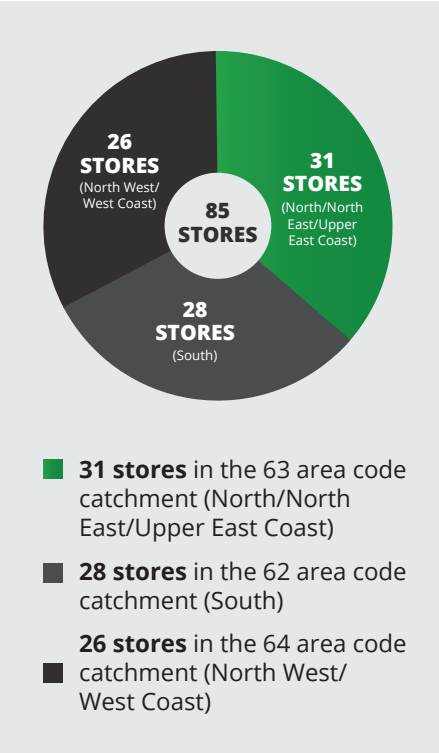 26
STORES
(North West/
West Coast)
31
STORES
(North/North
East/Upper
East Coast)
85
STORES
28
STORES
(South)
31 stores in the 63 area code
catchment (North/North
East/Upper East Coast)
28 stores in the 62 area code
catchment (South)
26 stores in the 64 area code
catchment (North West/
West Coast)